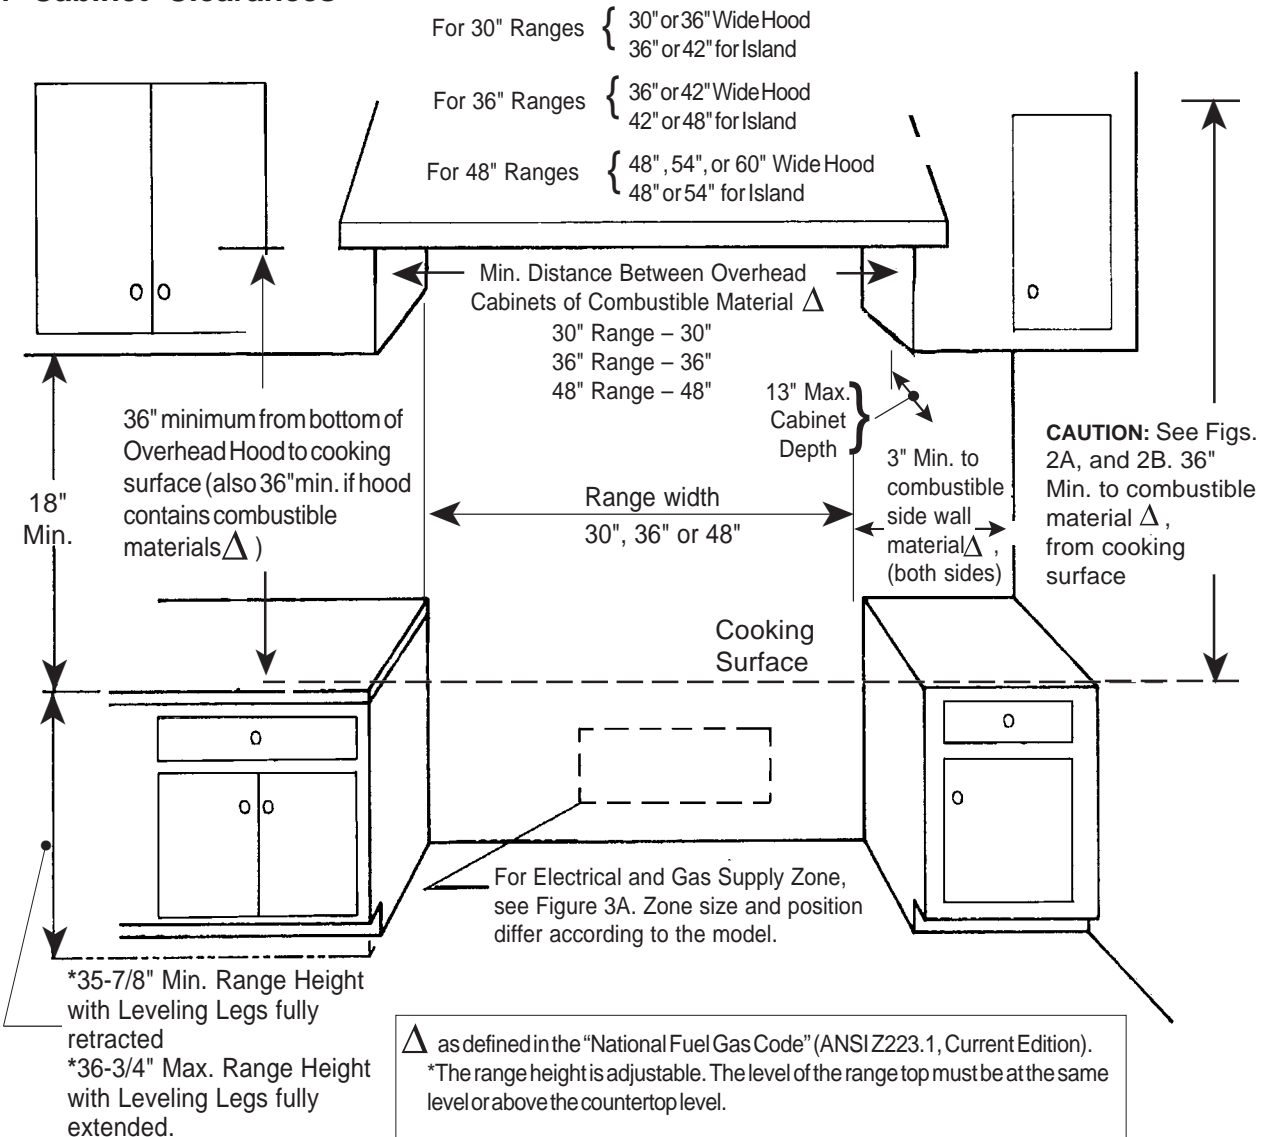 Cabinet Clearances
For 30" Ranges { 30" or 36" Wide Hood
36" or 42" for Island
For 36" Ranges { 36" or 42" Wide Hood
42" or 48" for Island
For 48" Ranges { 48", 54", or 60" Wide Hood
48" or 54" for Island
Min. Distance Between Overhead
Cabinets of Combustible Material Δ
30" Range – 30"
36" Range – 36"
48" Range – 48"
13" Max.
Cabinet
Depth }
36" minimum from bottom of
Overhead Hood to cooking
surface (also 36" min. if hood
contains combustible
materials Δ )
18"
Min.
Range width
30", 36" or 48"
3" Min. to
combustible
side wall
material Δ ,
(both sides)
CAUTION: See Figs.
2A, and 2B. 36"
Min. to combustible
material Δ ,
from cooking
surface
Cooking
Surface
For Electrical and Gas Supply Zone,
see Figure 3A. Zone size and position
differ according to the model.
*35-7/8" Min. Range Height
with Leveling Legs fully
retracted
*36-3/4" Max. Range Height
with Leveling Legs fully
extended.
Δ as defined in the “National Fuel Gas Code” (ANSI Z223.1, Current Edition).
*The range height is adjustable. The level of the range top must be at the same
level or above the countertop level.